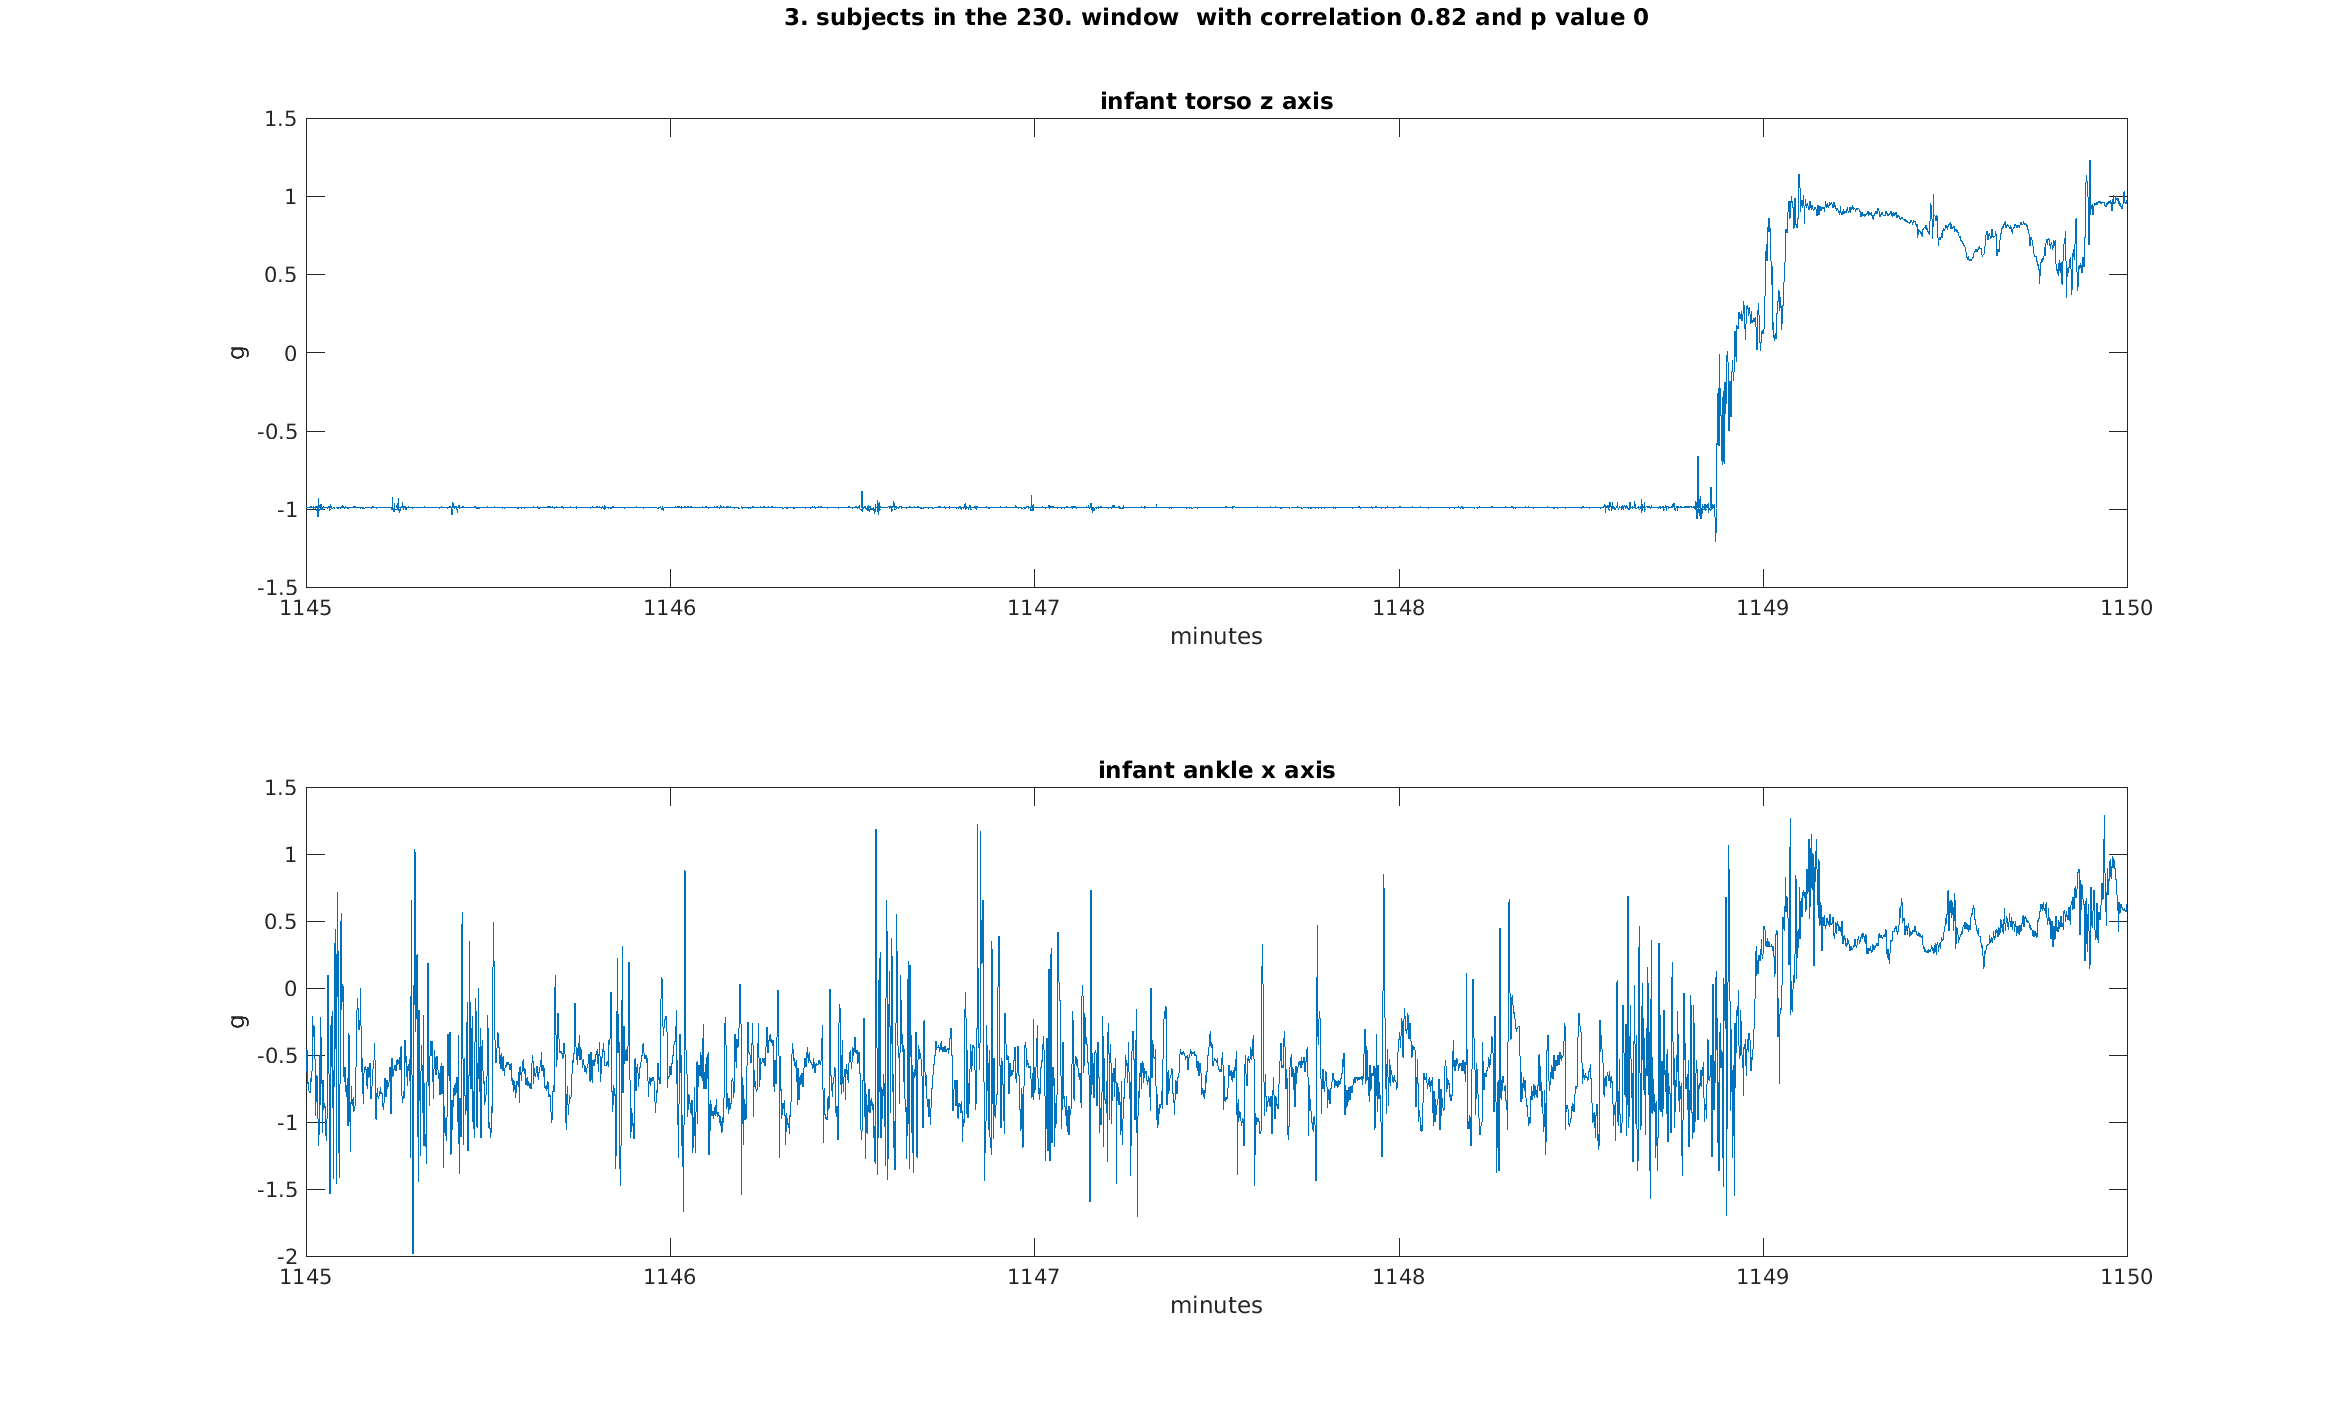 3. subjects in the 230. window  with correlation 0.82 and p value 0
infant torso z axis
1.5
1
0.5
0
-0.5
-1
-1.5
g
1145 1146 1147 1148 1149 1150
minutes
infant ankle x axis
1.5
1
0.5
0
-0.5
-1
-1.5
-2
g
1145 1146 1147 1148 1149 1150
minutes